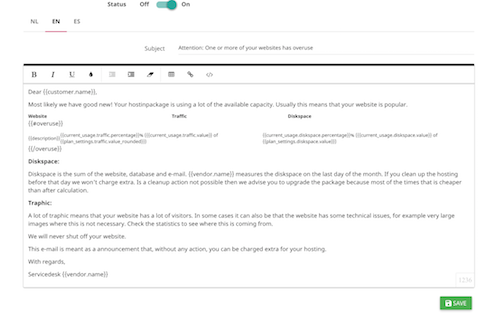 Status Off On
NL EN ES
Subject Attention: One or more of your websites has overuse
B I U
Dear {{customer.name}},
Most likely we have good new! Your hostinpackage is using a lot of the available capacity. Usually this means that your website is popular.
Website Traffic Diskspace
{{#overuse}}
{{description}} {{current_usage.traffic.percentage}}% ({{current_usage.traffic.value}} of {{plan_settings.traffic.value_rounded}}) {{current_usage.diskspace.percentage}}% ({{current_usage.diskspace.value}} of {{plan_settings.diskspace.value}})
{{/overuse}}
Diskspace:
Diskspace is the sum of the website, database and e-mail. {{vendor.name}} measures the diskspace on the last day of the month. If you clean up the hosting
before that day we won't charge extra. Is a cleanup action not possible then we advise you to upgrade the package because most of the times that is cheaper
than after calculation.
Traphic:
A lot of traphic means that your website has a lot of visitors. In some cases it can also be that the website has some technical issues, for example very large
images where this is not necessary. Check the statistics to see where this is coming from.
We will never shut off your website.
This e-mail is meant as a announcement that, without any action, you can be charged extra for your hosting.
With regards,
Servicedesk {{vendor.name}}
SAVE